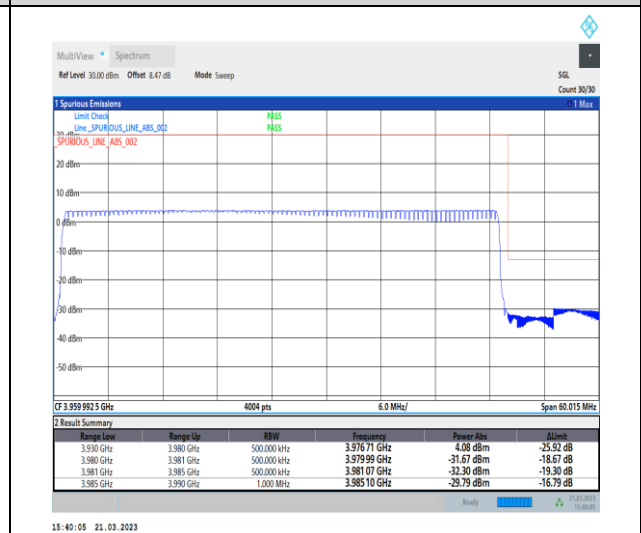 MultiView Spectrum
Ref Level 30.00 dBm Offset 8.47 dB Mode Sweep SGL
Count 30/30
1 Spurious Emissions 1 Max
Limit Check PASS
Line _SPURIOUS_LINE_ABS_002 PASS
30 dBm
_SPURIOUS_LINE_ABS_002
20 dBm
10 dBm
0 dBm
-10 dBm
-20 dBm
-30 dBm
-40 dBm
-50 dBm
CF 3.959 992 5 GHz 4004 pts 6.0 MHz/ Span 60.015 MHz
2 Result Summary
Range Low Range Up RBW Frequency Power Abs ΔLimit
3.930 GHz 3.980 GHz 500.000 kHz 3.976 71 GHz 4.08 dBm -25.92 dB
3.980 GHz 3.981 GHz 500.000 kHz 3.979 99 GHz -31.67 dBm -18.67 dB
3.981 GHz 3.985 GHz 500.000 kHz 3.981 07 GHz -32.30 dBm -19.30 dB
3.985 GHz 3.990 GHz 1.000 MHz 3.985 10 GHz -29.79 dBm -16.79 dB
Ready 21.03.2023
15:40:05
15:40:05 21.03.2023